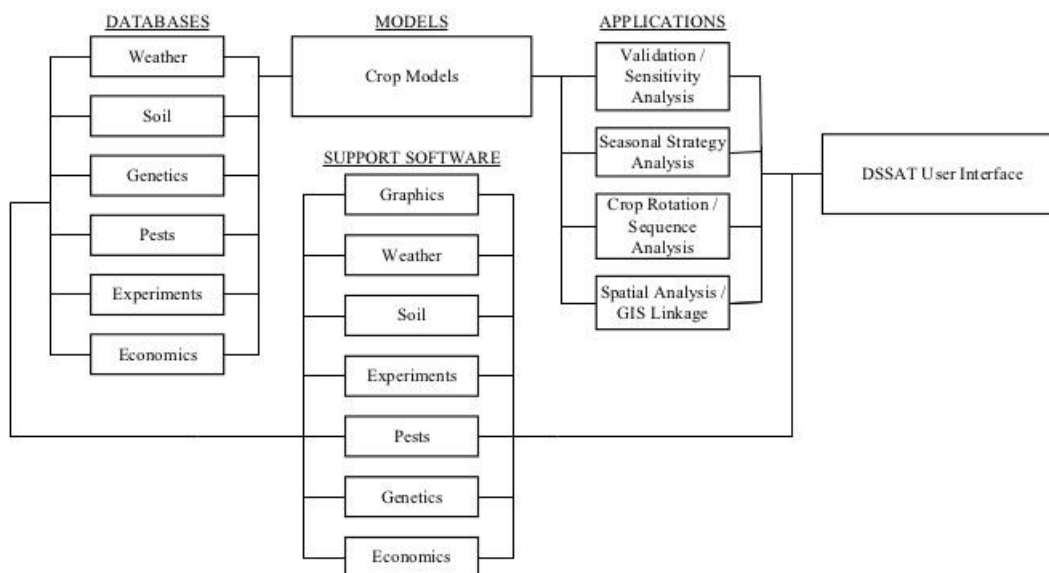 DATABASES
Weather
Soil
Genetics
Pests
Experiments
Economics
MODELS
Crop Models
SUPPORT SOFTWARE
Graphics
Weather
Soil
Experiments
Pests
Genetics
Economics
APPLICATIONS
Validation /
Sensitivity
Analysis
Seasonal Strategy
Analysis
Crop Rotation /
Sequence
Analysis
Spatial Analysis /
GIS Linkage
DSSAT User Interface